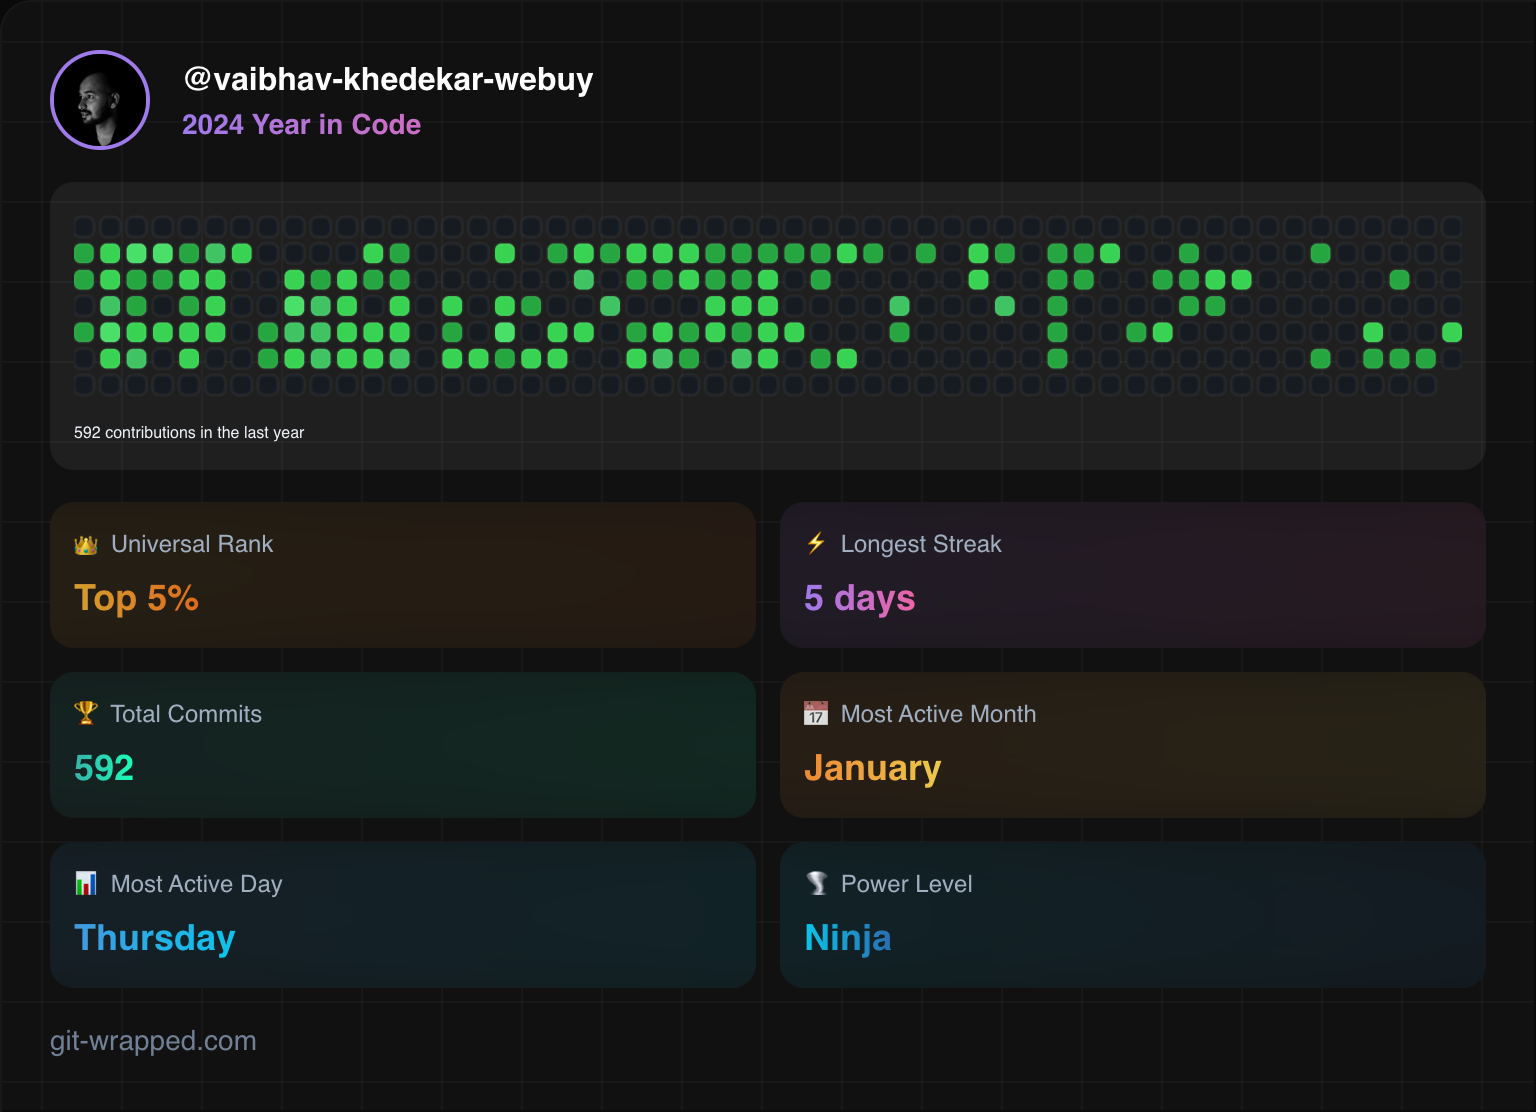 @vaibhav-khedekar-webuy
2024 Year in Code
592 contributions in the last year
Universal Rank
Top 5%
Longest Streak
5 days
Total Commits
592
17
Most Active Month
January
Most Active Day
Thursday
Power Level
Ninja
git-wrapped.com